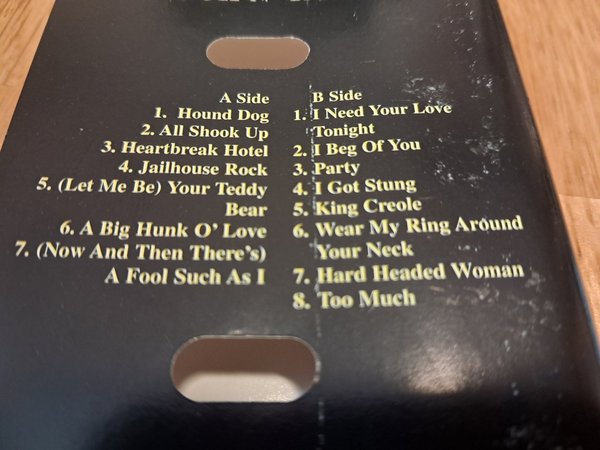 A Side
1. Hound Dog
2. All Shook Up
3. Heartbreak Hotel
4. Jailhouse Rock
5. (Let Me Be) Your Teddy
Bear
6. A Big Hunk O' Love
7. (Now And Then There's)
A Fool Such As I
B Side
1. I Need Your Love
Tonight
2. I Beg Of You
3. Party
4. I Got Stung
5. King Creole
6. Wear My Ring Around
Your Neck
7. Hard Headed Woman
8. Too Much